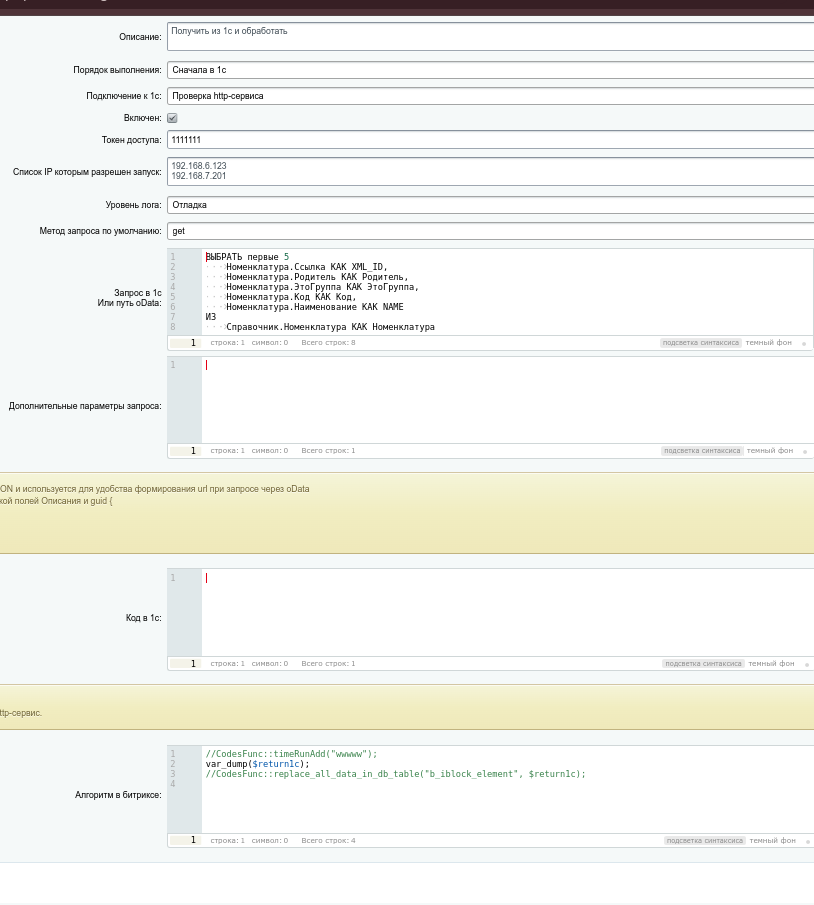 Описание: Получить из 1с и обработать
Порядок выполнения: Сначала в 1с
Подключение к 1с: Проверка http-сервиса
Включен:
Токен доступа: 1111111
Список IP которым разрешен запуск: 192.168.6.123
192.168.7.201
Уровень лога: Отладка
Метод запроса по умолчанию: get
Запрос в 1с
Или путь oData:
1 ВЫБРАТЬ первые 5
2 Номенклатура.Ссылка КАК XML_ID,
3 Номенклатура.Родитель КАК Родитель,
4 Номенклатура.ЭтоГруппа КАК ЭтоГруппа,
5 Номенклатура.Код КАК Код,
6 Номенклатура.Наименование КАК NAME
7 ИЗ
8 Справочник.Номенклатура КАК Номенклатура
1 строка: 1 символ: 0 Всего строк: 8 подсветка синтаксиса темный фон
Дополнительные параметры запроса:
1
1 строка: 1 символ: 0 Всего строк: 1 подсветка синтаксиса темный фон
ON и используется для удобства формирования url при запросе через oData
кой полей Описания и guid {
Код в 1с:
1
1 строка: 1 символ: 0 Всего строк: 1 подсветка синтаксиса темный фон
ttp-сервис.
Алгоритм в битриксе:
1 //CodesFunc::timeRunAdd("wwwww");
2 var_dump($return1c);
3 //CodesFunc::replace_all_data_in_db_table("b_iblock_element", $return1c);
4
1 строка: 1 символ: 0 Всего строк: 4 подсветка синтаксиса темный фон